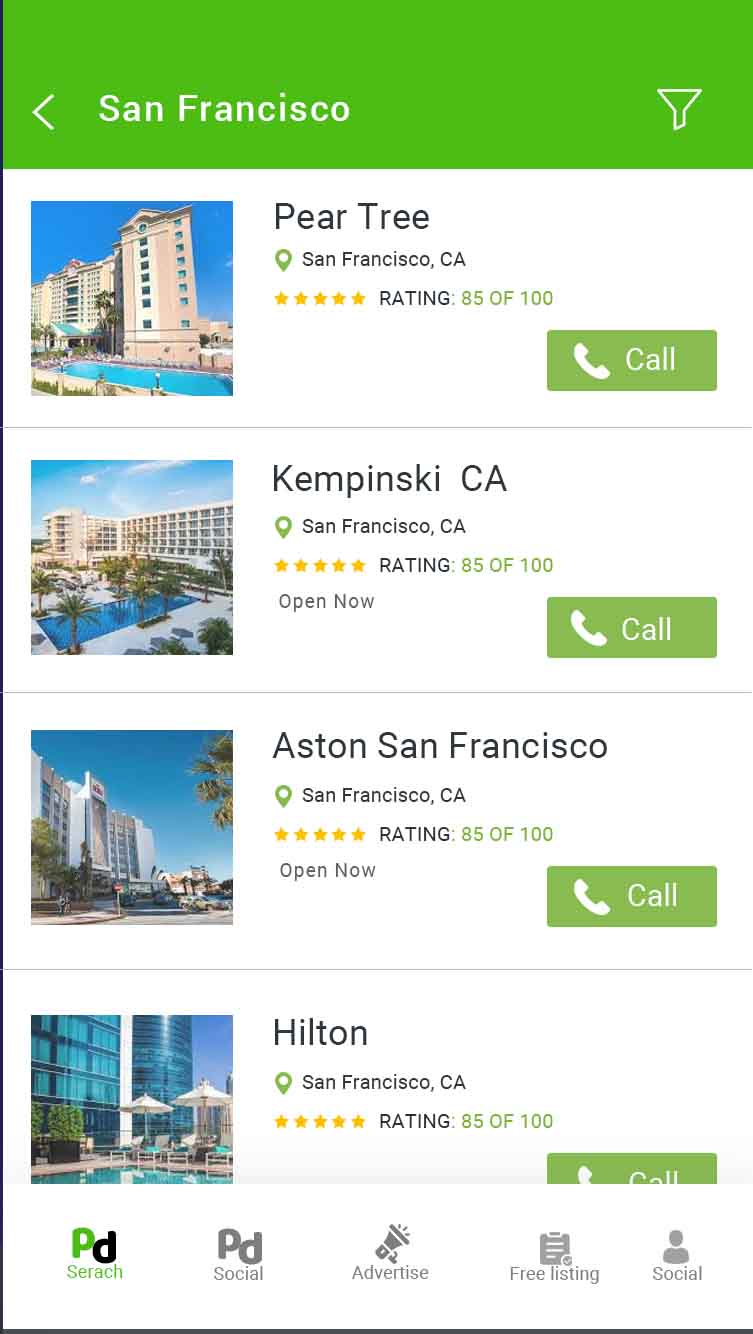 San Francisco
Pear Tree
San Francisco, CA
RATING: 85 OF 100
Call
Kempinski CA
San Francisco, CA
RATING: 85 OF 100
Open Now
Call
Aston San Francisco
San Francisco, CA
RATING: 85 OF 100
Open Now
Call
Hilton
San Francisco, CA
RATING: 85 OF 100
Call
Pd Pd
Serach Social Advertise Free listing Social